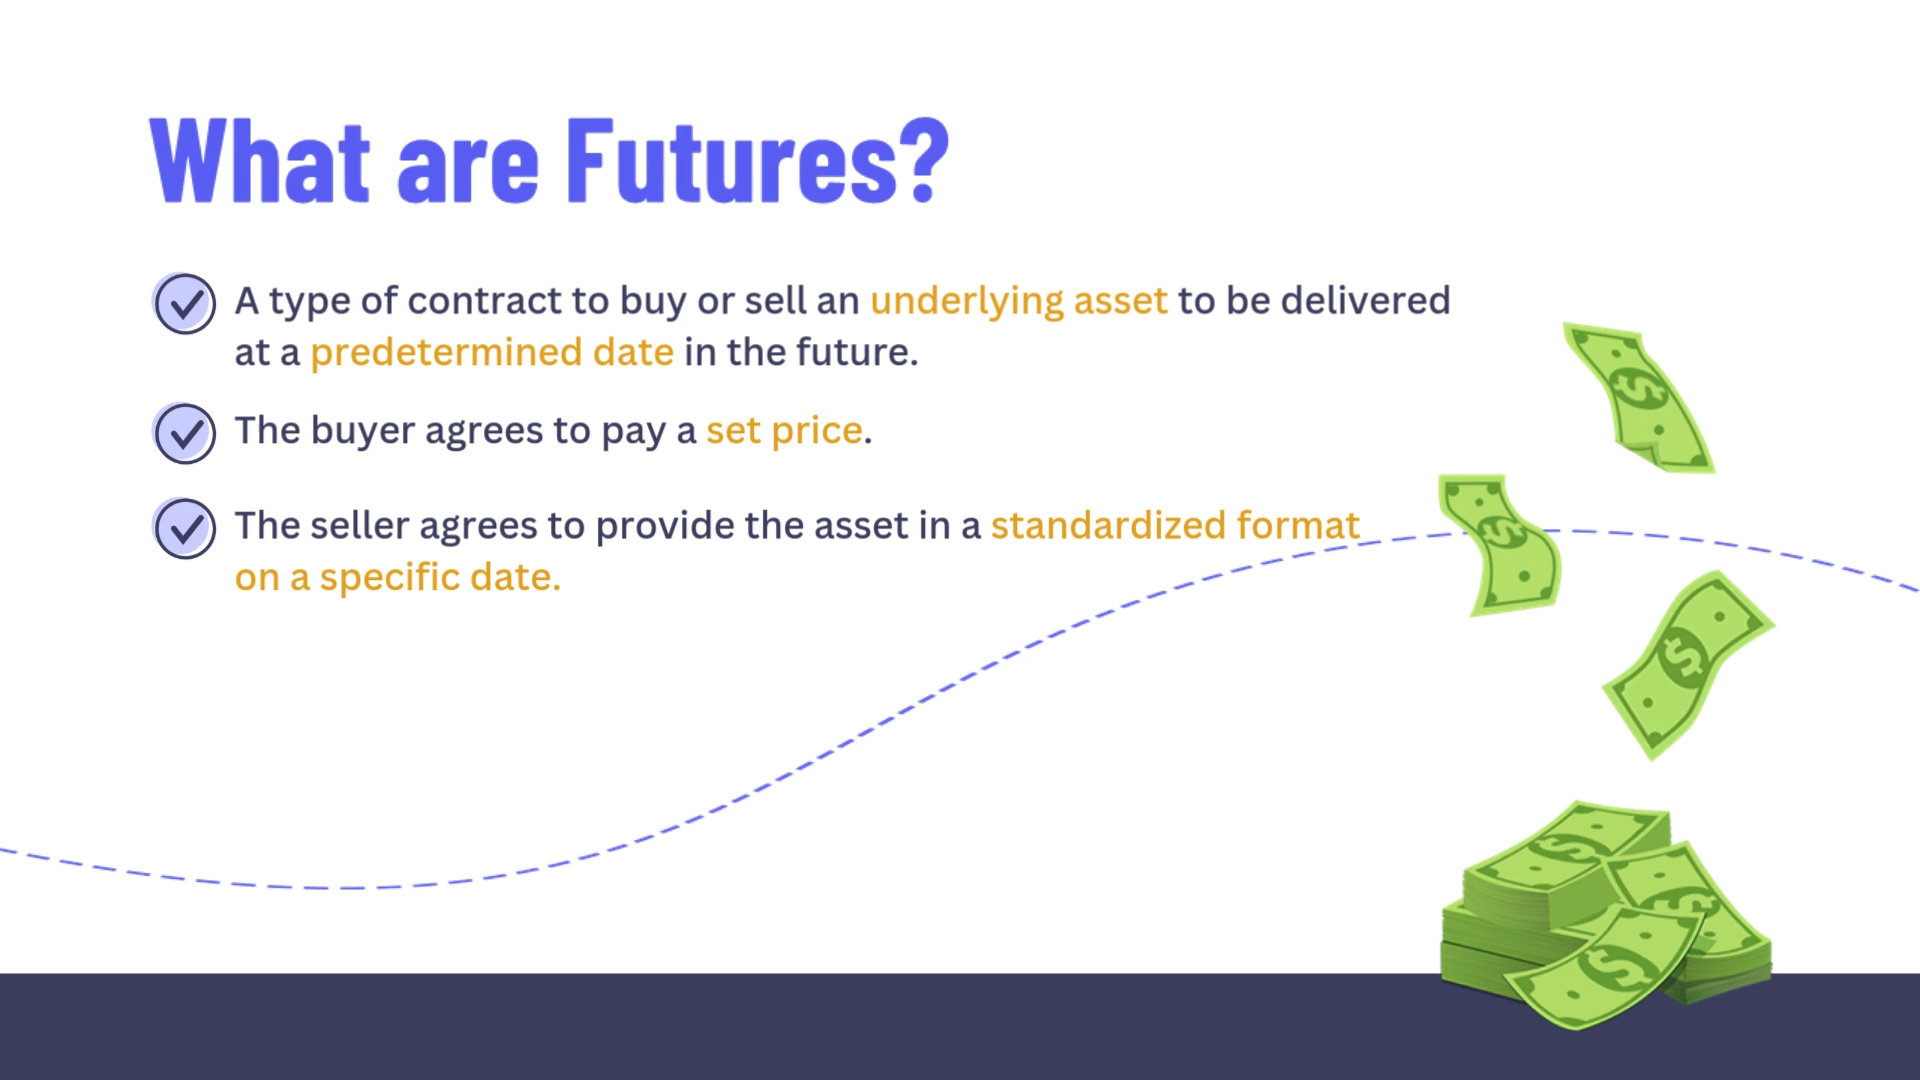 What are Futures?
A type of contract to buy or sell an underlying asset to be delivered
at a predetermined date in the future.
The buyer agrees to pay a set price.
The seller agrees to provide the asset in a standardized format
on a specific date.